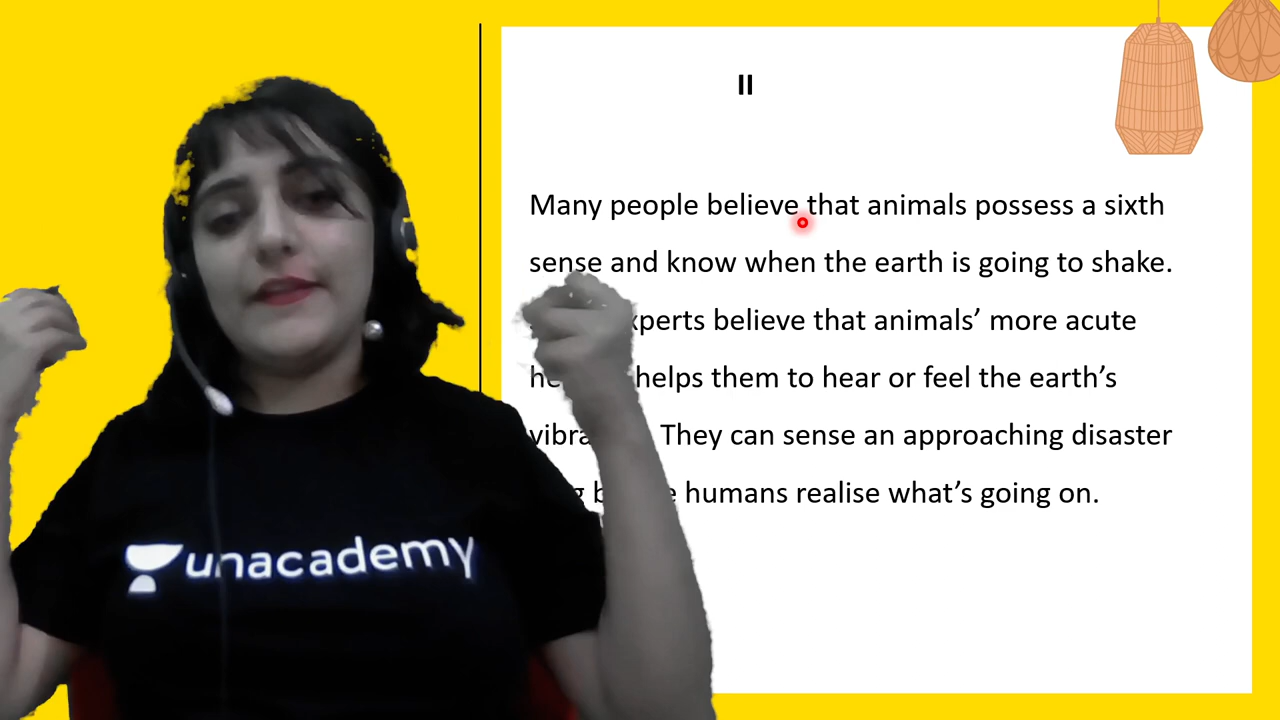 II
Many people believe that animals possess a sixth
sense and know when the earth is going to shake.
experts believe that animals’ more acute
helps them to hear or feel the earth’s
They can sense an approaching disaster
humans realise what’s going on.
unacademy